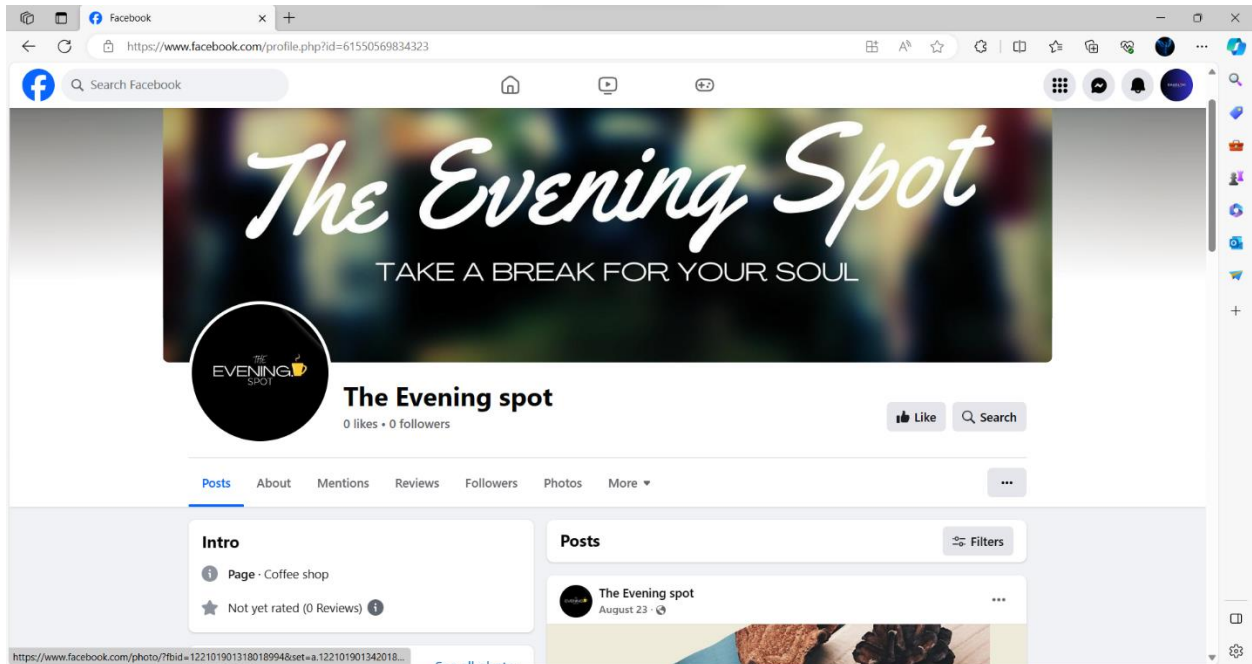 Facebook
https://www.facebook.com/profile.php?id=61550569834323
Search Facebook
The Evening Spot
TAKE A BREAK FOR YOUR SOUL
THE
EVENING
SPOT
The Evening spot
0 likes • 0 followers
Like
Search
Posts About Mentions Reviews Followers Photos More
Intro
Page · Coffee shop
Not yet rated (0 Reviews)
Posts
Filters
The Evening spot
August 23 ·
https://www.facebook.com/photo/?fbid=122101901318018994&set=a.122101901342018...